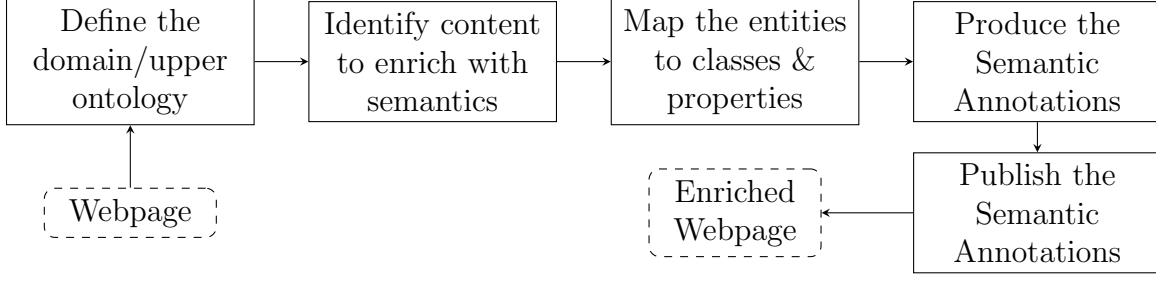 Define the
domain/upper
ontology
Identify content
to enrich with
semantics
Map the entities
to classes &
properties
Produce the
Semantic
Annotations
Webpage
Enriched
Webpage
Publish the
Semantic
Annotations